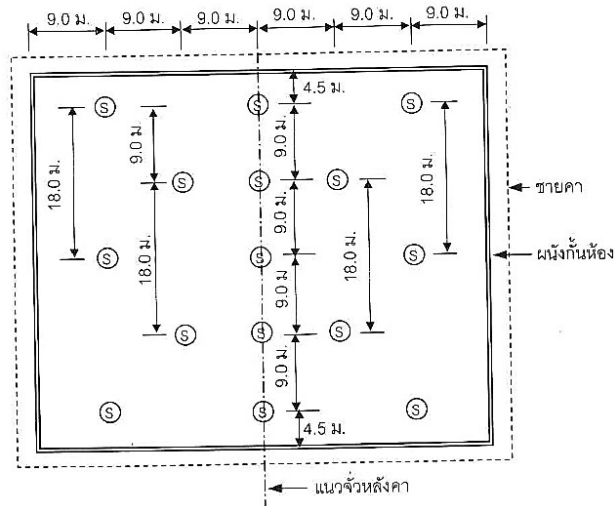 9.0 ม. 9.0 ม. 9.0 ม. 9.0 ม. 9.0 ม. 9.0 ม.
4.5 ม.
S S S
9.0 ม. 9.0 ม.
18.0 ม. 18.0 ม.
S S S
ชายคา
9.0 ม.
S S S
ผนังกั้นห้อง
18.0 ม. 18.0 ม.
9.0 ม.
S S S
9.0 ม.
S S S
4.5 ม.
แนวจั่วหลังคา